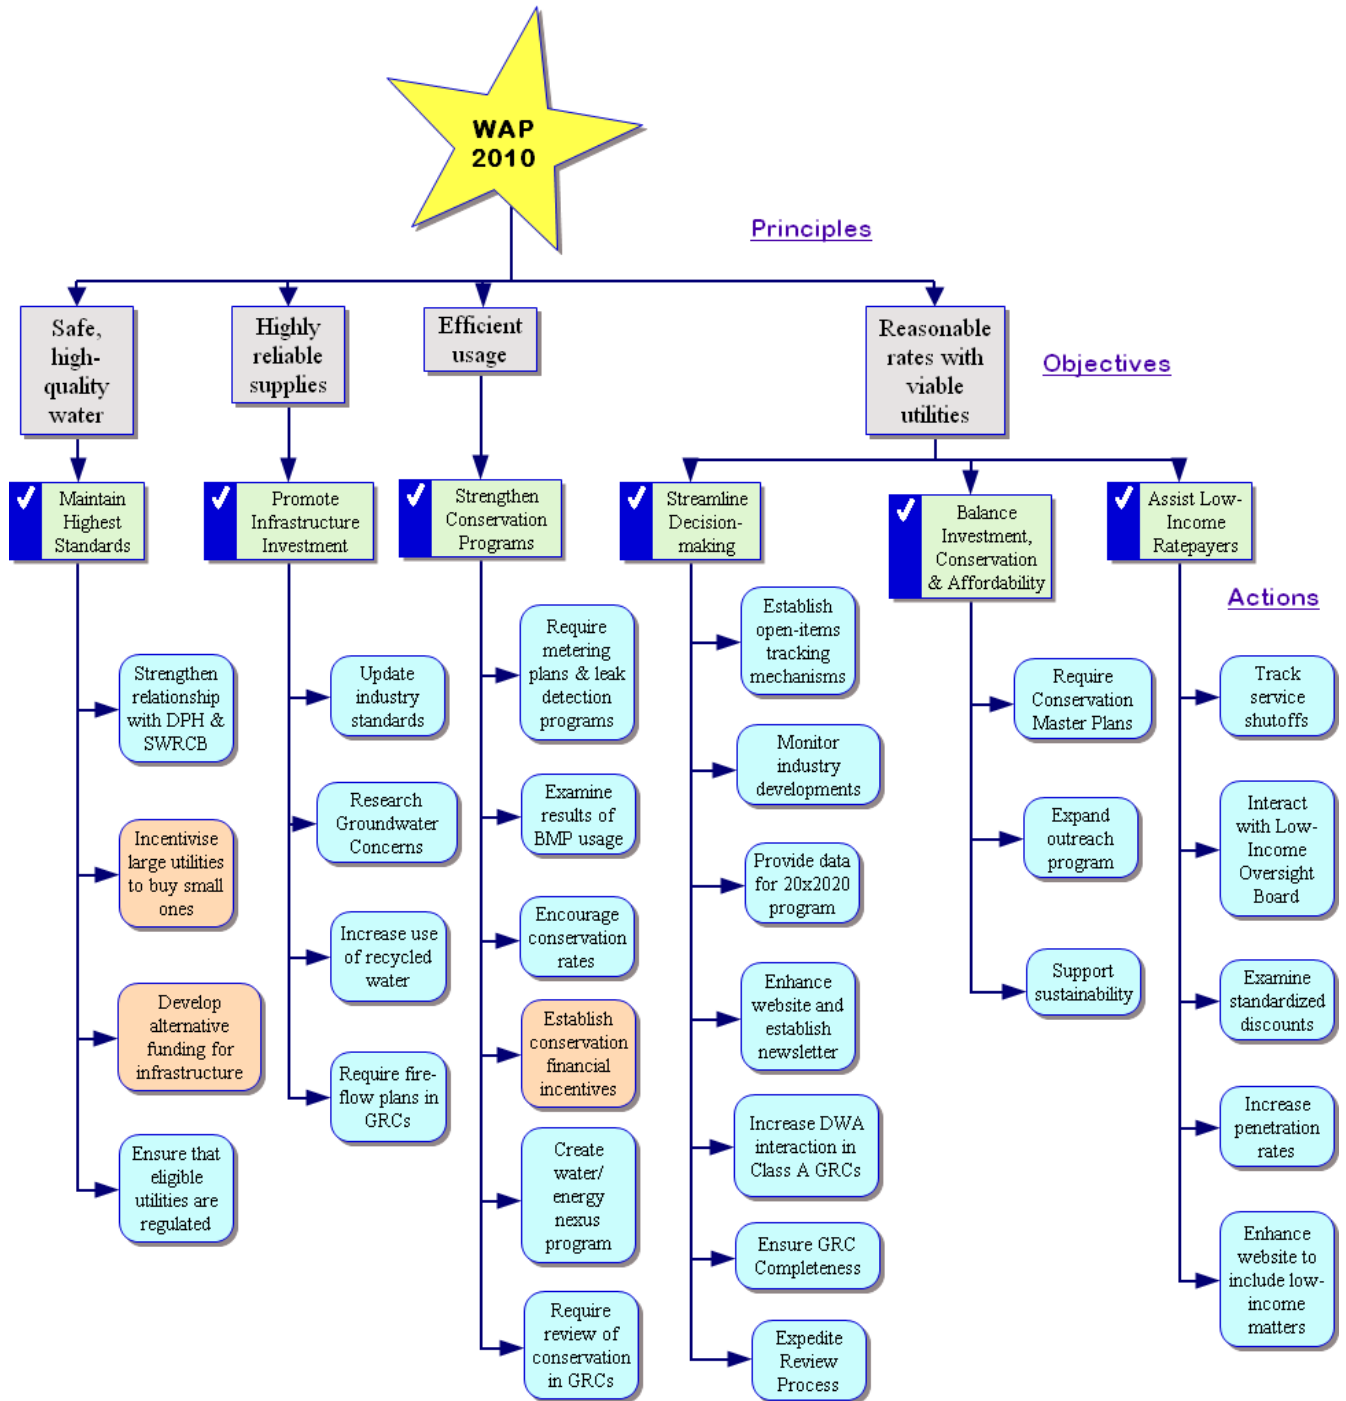 WAP
2010
Principles
Safe,
high-
quality
water
Highly
reliable
supplies
Efficient
usage
Reasonable
rates with
viable
utilities
Objectives
Maintain
Highest
Standards
Promote
Infrastructure
Investment
Strengthen
Conservation
Programs
Streamline
Decision-
making
Balance
Investment,
Conservation
& Affordability
Assist Low-
Income
Ratepayers
Actions
Strengthen
relationship
with DPH &
SWRCB
Incentivise
large utilities
to buy small
ones
Develop
alternative
funding for
infrastructure
Ensure that
eligible
utilities are
regulated
Update
industry
standards
Research
Groundwater
Concerns
Increase use
of recycled
water
Require fire-
flow plans in
GRCs
Require
metering
plans & leak
detection
programs
Examine
results of
BMP usage
Encourage
conservation
rates
Establish
conservation
financial
incentives
Create
water/
energy
nexus
program
Require
review of
conservation
in GRCs
Establish
open-items
tracking
mechanisms
Monitor
industry
developments
Provide data
for 20x2020
program
Enhance
website and
establish
newsletter
Increase DWA
interaction in
Class A GRCs
Ensure GRC
Completeness
Expedite
Review
Process
Require
Conservation
Master Plans
Expand
outreach
program
Support
sustainability
Track
service
shutoffs
Interact
with Low-
Income
Oversight
Board
Examine
standardized
discounts
Increase
penetration
rates
Enhance
website to
include low-
income
matters